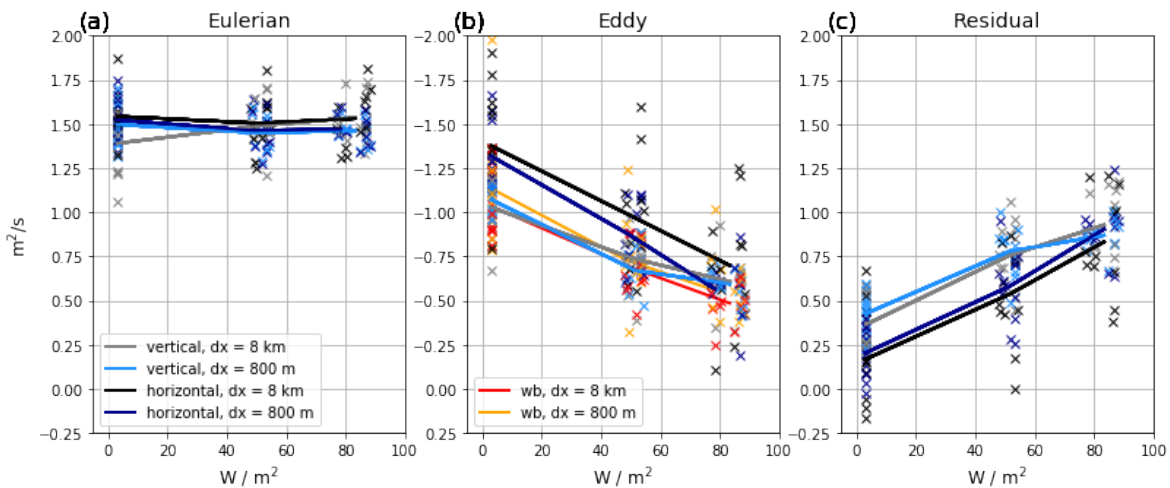 (a) Eulerian
(b) Eddy
(c) Residual
m²/s
2.00
1.75
1.50
1.25
1.00
0.75
0.50
0.25
0.00
−0.25
vertical, dx = 8 km
vertical, dx = 800 m
horizontal, dx = 8 km
horizontal, dx = 800 m
0 20 40 60 80 100
W / m²
−2.00
−1.75
−1.50
−1.25
−1.00
−0.75
−0.50
−0.25
0.00
0.25
wb, dx = 8 km
wb, dx = 800 m
0 20 40 60 80 100
W / m²
2.00
1.75
1.50
1.25
1.00
0.75
0.50
0.25
0.00
−0.25
0 20 40 60 80 100
W / m²